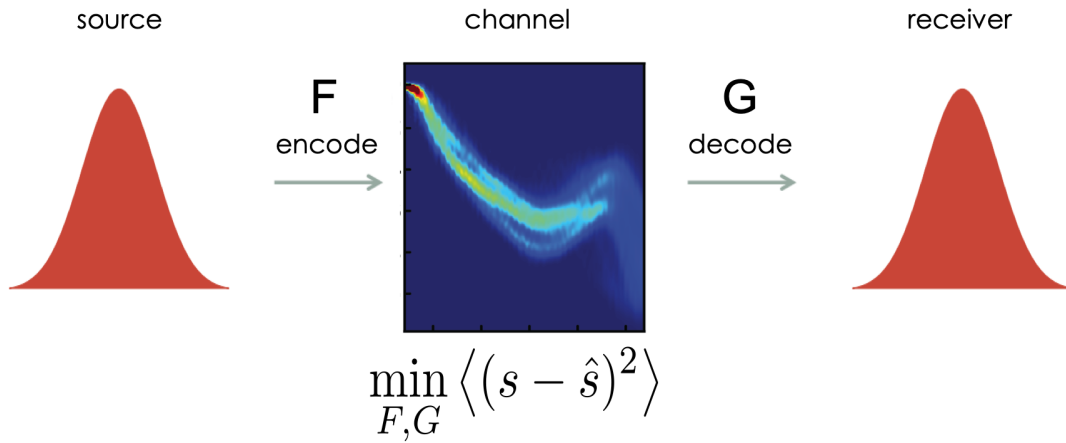 source channel receiver
F G
encode decode
min ⟨(s − ŝ)²⟩
F,G